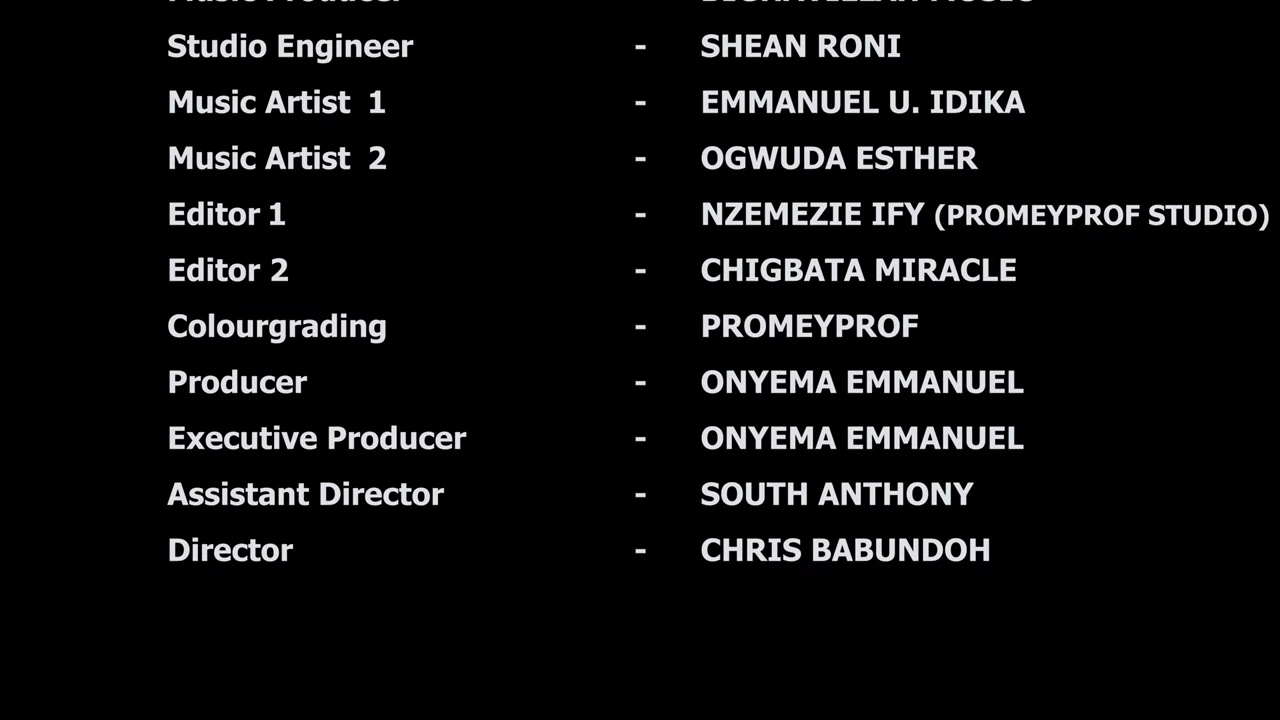 Studio Engineer - SHEAN RONI
Music Artist 1 - EMMANUEL U. IDIKA
Music Artist 2 - OGWUDA ESTHER
Editor 1 - NZEMEZIE IFY (PROMEYPROF STUDIO)
Editor 2 - CHIGBATA MIRACLE
Colourgrading - PROMEYPROF
Producer - ONYEMA EMMANUEL
Executive Producer - ONYEMA EMMANUEL
Assistant Director - SOUTH ANTHONY
Director - CHRIS BABUNDOH